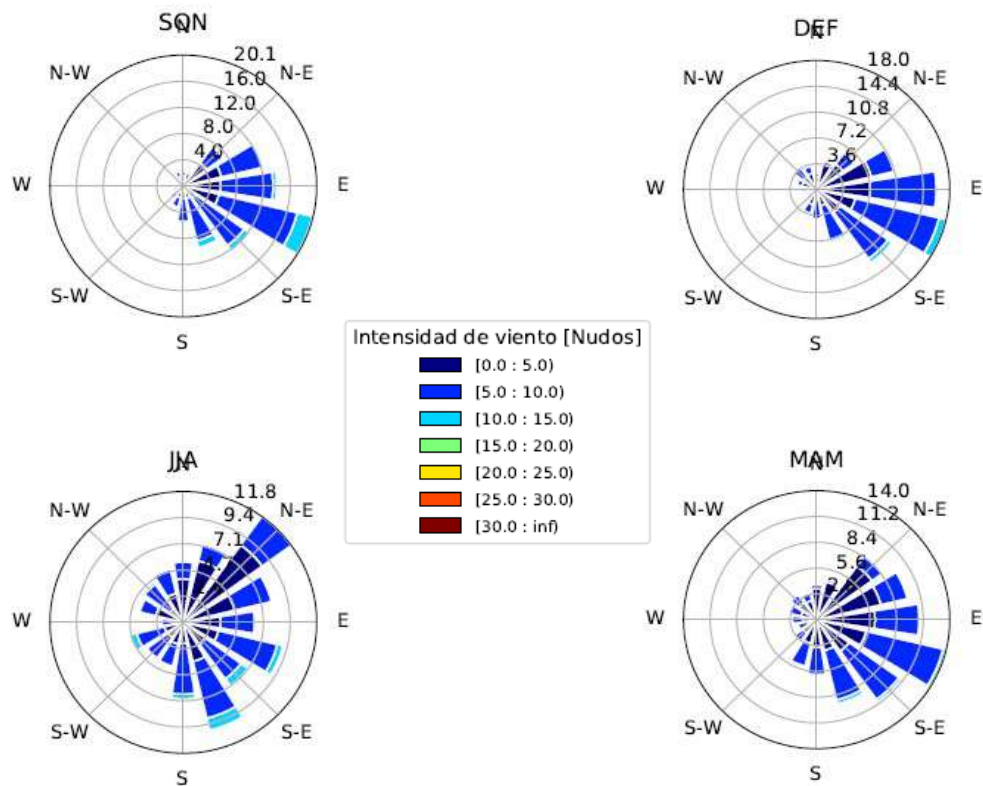 SON
N
20.1
N-W
N-E
16.0
12.0
8.0
4.0
W
E
S-W
S-E
S
DEF
N
18.0
N-W
N-E
14.4
10.8
7.2
3.6
W
E
S-W
S-E
S
Intensidad de viento [Nudos]
[0.0 : 5.0)
[5.0 : 10.0)
[10.0 : 15.0)
[15.0 : 20.0)
[20.0 : 25.0)
[25.0 : 30.0)
[30.0 : inf)
JJA
N
11.8
N-W
N-E
9.4
7.1
W
E
S-W
S-E
S
MAM
N
14.0
N-W
N-E
11.2
8.4
5.6
W
E
S-W
S-E
S